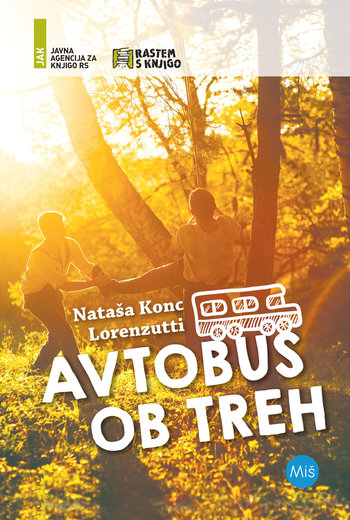 JAK
JAVNA
AGENCIJA ZA
KNJIGO RS
RASTEM
S KNJIGO
Nataša Konc
Lorenzutti
AVTOBUS
OB TREH
Miš